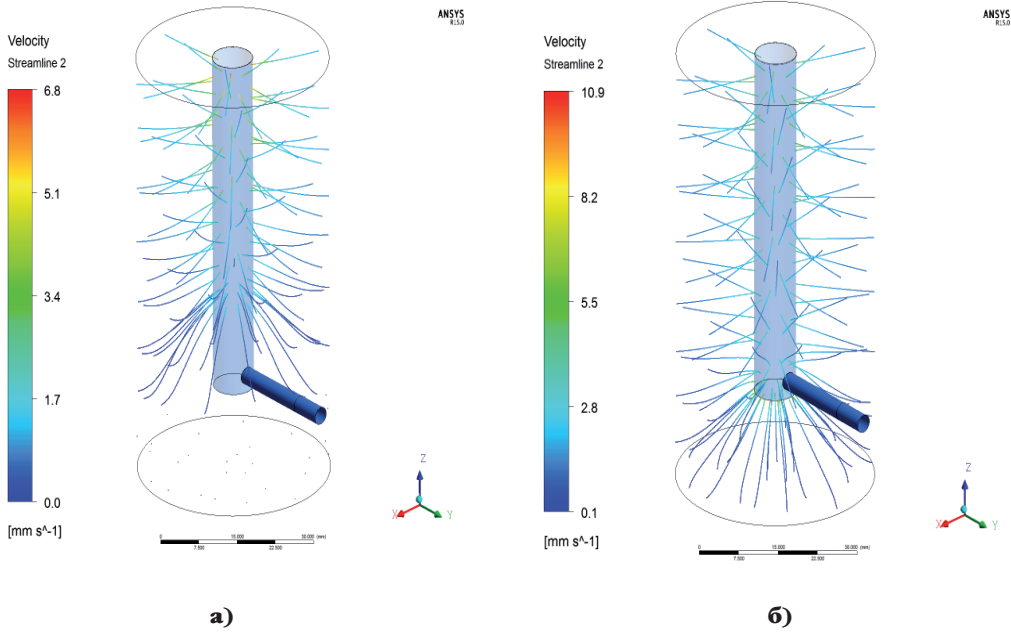 ANSYS
R15.0
Velocity
Streamline 2
6.8
5.1
3.4
1.7
0.0
[mm s^-1]
Z
X
Y
0 15.000 30.000 (mm)
7.500 22.500
а)
ANSYS
R15.0
Velocity
Streamline 2
10.9
8.2
5.5
2.8
0.1
[mm s^-1]
Z
X
Y
0 15.000 30.000 (mm)
7.500 22.500
б)